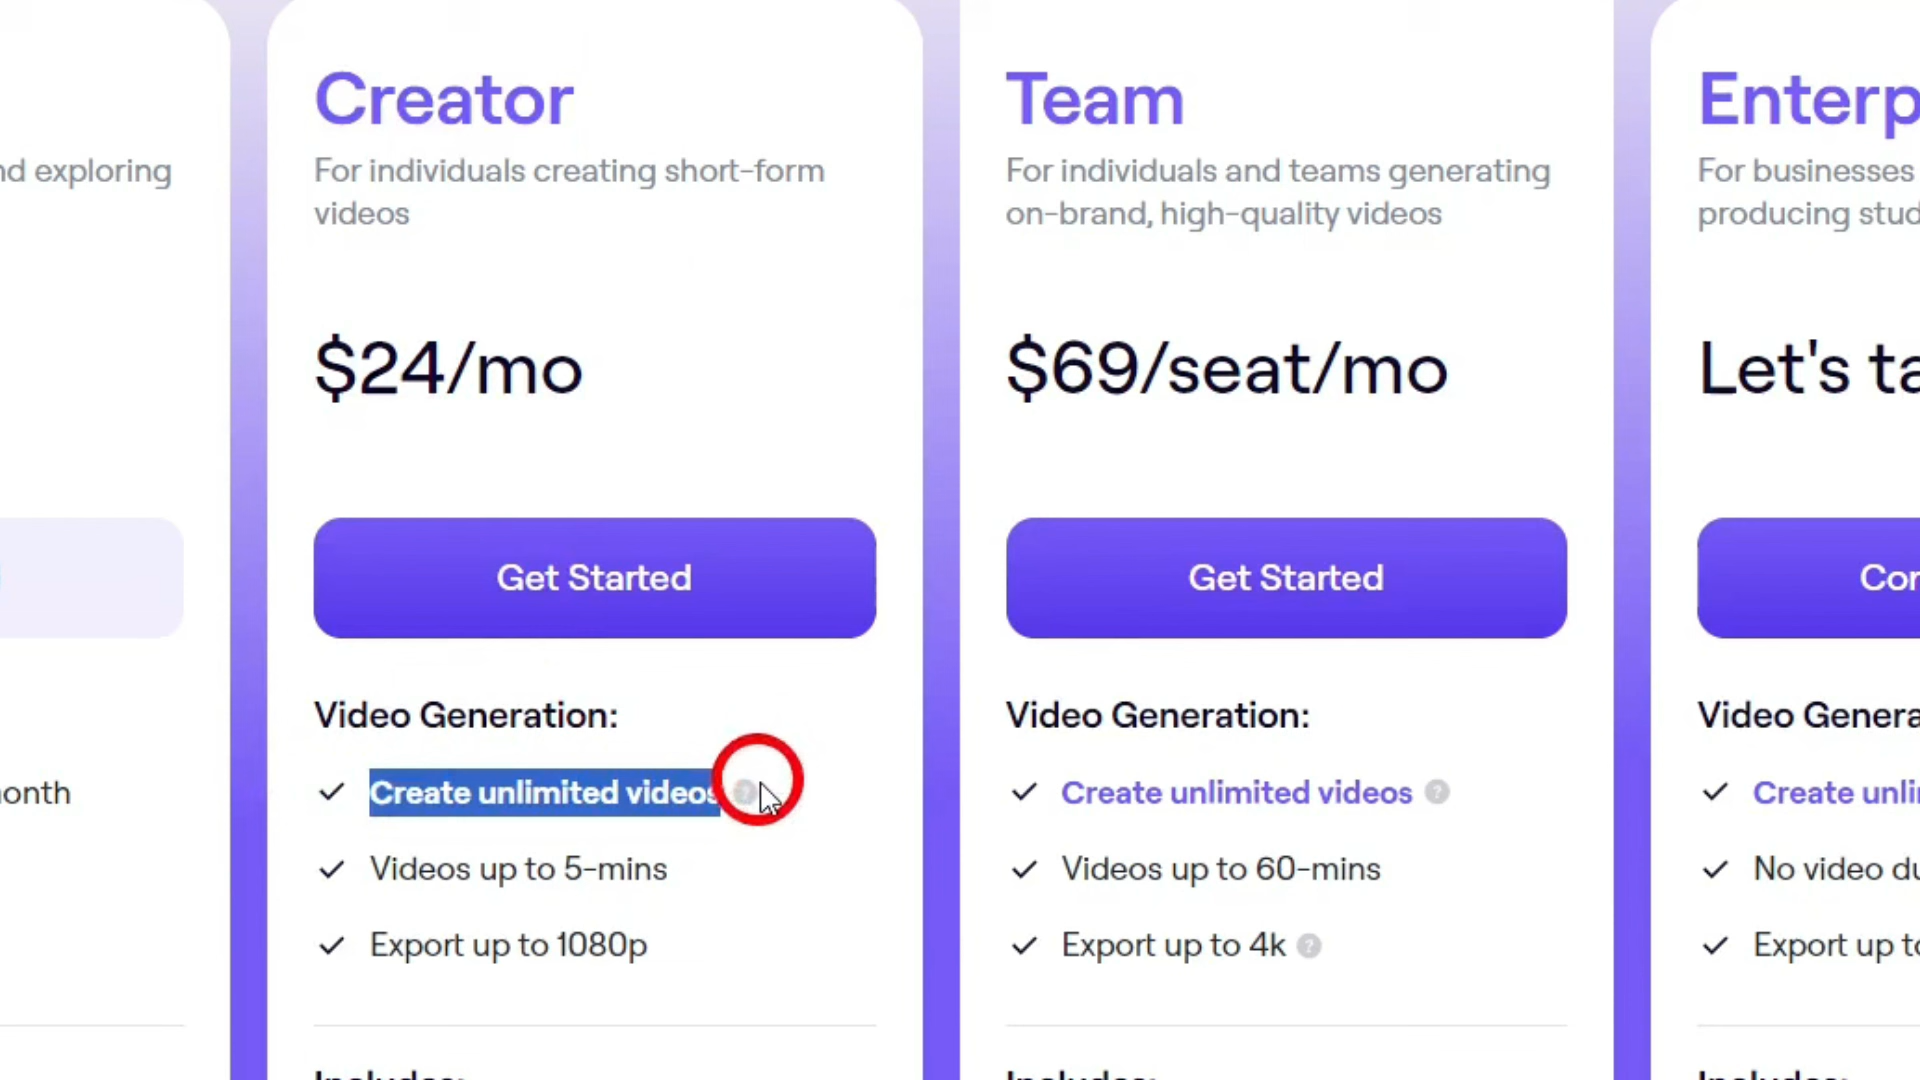 exploring
onth
Creator
For individuals creating short-form
videos
$24/mo
Get Started
Video Generation:
Create unlimited videos ?
Videos up to 5-mins
Export up to 1080p
Team
For individuals and teams generating
on-brand, high-quality videos
$69/seat/mo
Get Started
Video Generation:
Create unlimited videos ?
Videos up to 60-mins
Export up to 4k ?
Enterp
For businesses
producing stud
Let's ta
Con
Video Genera
Create unli
No video du
Export up to